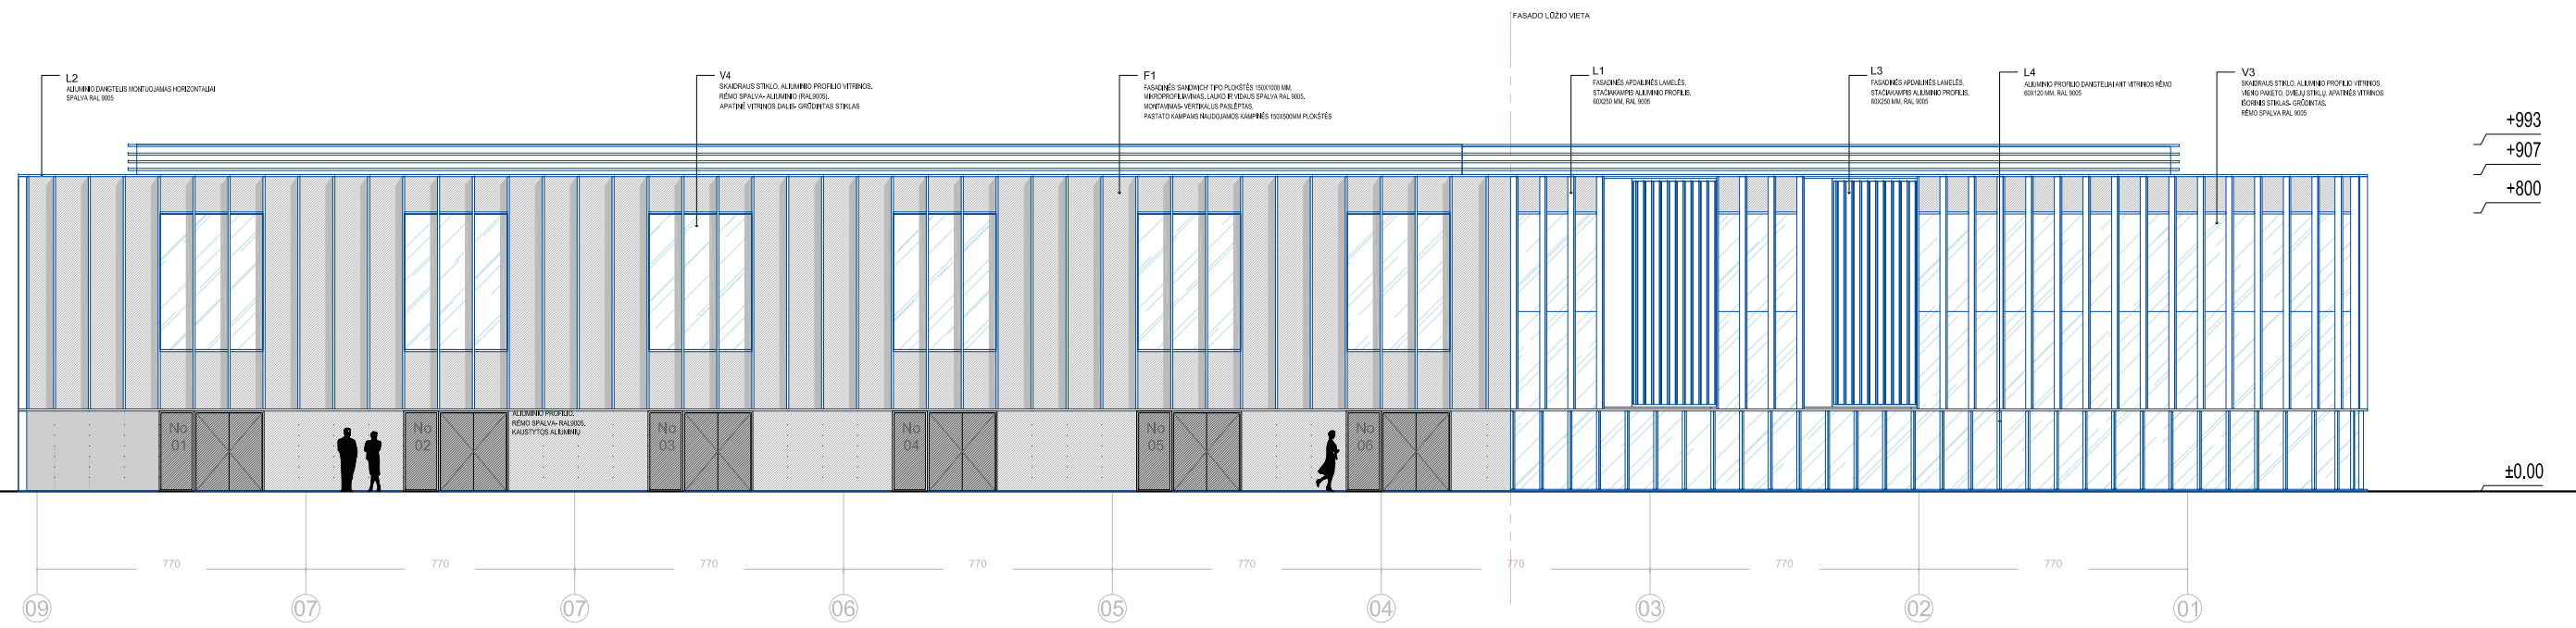 FASADO LŪŽIO VIETA
L2
ALIUMINIO DANGTELIS MONTUOJAMAS HORIZONTALIAI
SPALVA RAL 9005
V4
SKAIDRAUS STIKLO, ALIUMINIO PROFILIO VITRINOS.
RĖMO SPALVA- ALIUMINIO (RAL9005).
APATINĖ VITRINOS DALIS- GRŪDINTAS STIKLAS
F1
FASADINĖS "SANDWICH" TIPO PLOKŠTĖS 150X1000 MM,
MIKROPROFILIAVIMAS. LAUKO IR VIDAUS SPALVA RAL 9005.
MONTAVIMAS- VERTIKALUS PASLĖPTAS,
PASTATO KAMPAMS NAUDOJAMOS KAMPINĖS 150X500MM PLOKŠTĖS
L1
FASADINĖS APDAILINĖS LAMELĖS,
STAČIAKAMPIS ALIUMINIO PROFILIS,
60X250 MM, RAL 9005
L3
FASADINĖS APDAILINĖS LAMELĖS,
STAČIAKAMPIS ALIUMINIO PROFILIS,
60X250 MM, RAL 9005
L4
ALIUMINIO PROFILIO DANGTELIAI ANT VITRINOS RĖMO
60X120 MM, RAL 9005
V3
SKAIDRAUS STIKLO, ALIUMINIO PROFILIO VITRINOS,
VIENO PAKETO, DVIEJŲ STIKLŲ, APATINĖS VITRINOS
IŠORINIS STIKLAS- GRŪDINTAS.
RĖMO SPALVA RAL 9005
+993
+907
+800
±0.00
ALIUMINIO PROFILIO.
RĖMO SPALVA- RAL9005.
KAUSTYTOS ALIUMINIŲ
No
01
No
02
No
03
No
04
No
05
No
06
770 770 770 770 770 770 770 770
09 07 07 06 05 04 03 02 01